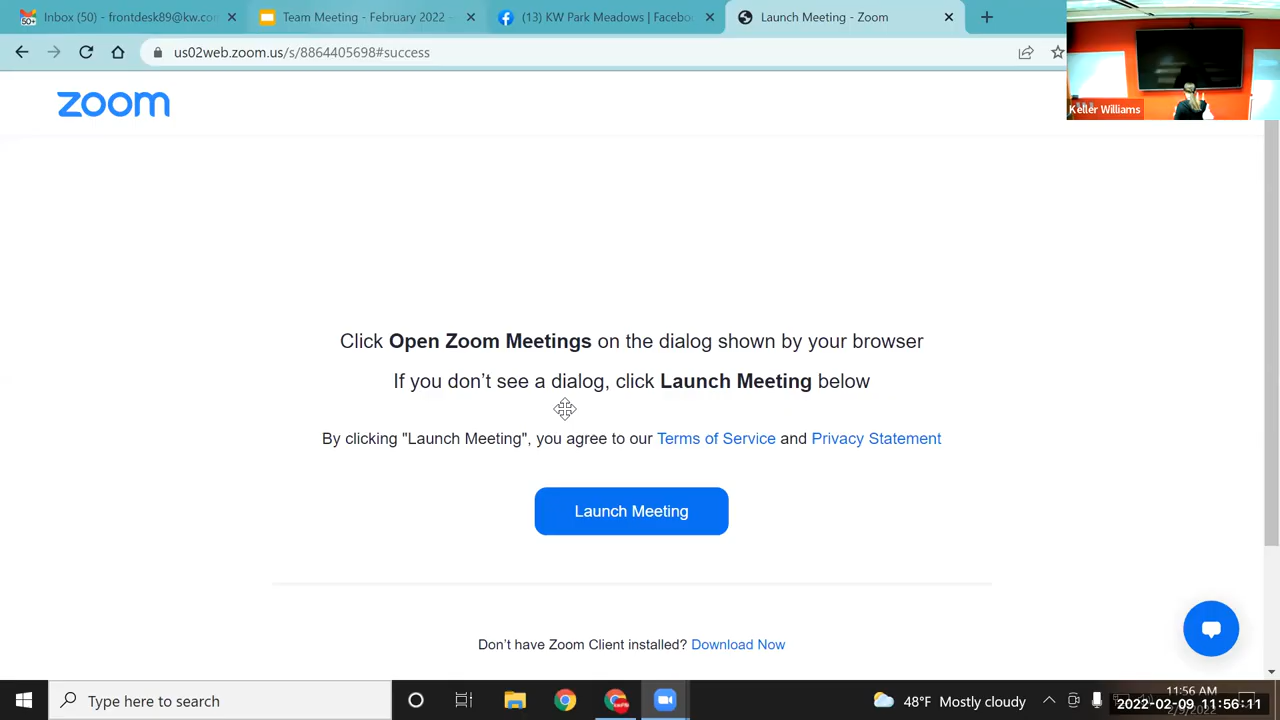 Inbox (50) - frontdesk89@kw.co
Team Meeting - February 2022
W Park Meadows | Facebo
Launch Meeting - Zoom
us02web.zoom.us/s/8864405698#success
Keller Williams
zoom
Click Open Zoom Meetings on the dialog shown by your browser
If you don't see a dialog, click Launch Meeting below
By clicking "Launch Meeting", you agree to our Terms of Service and Privacy Statement
Launch Meeting
Don't have Zoom Client installed? Download Now
Type here to search
48°F Mostly cloudy
11:56 AM
2022-02-09 11:56:11